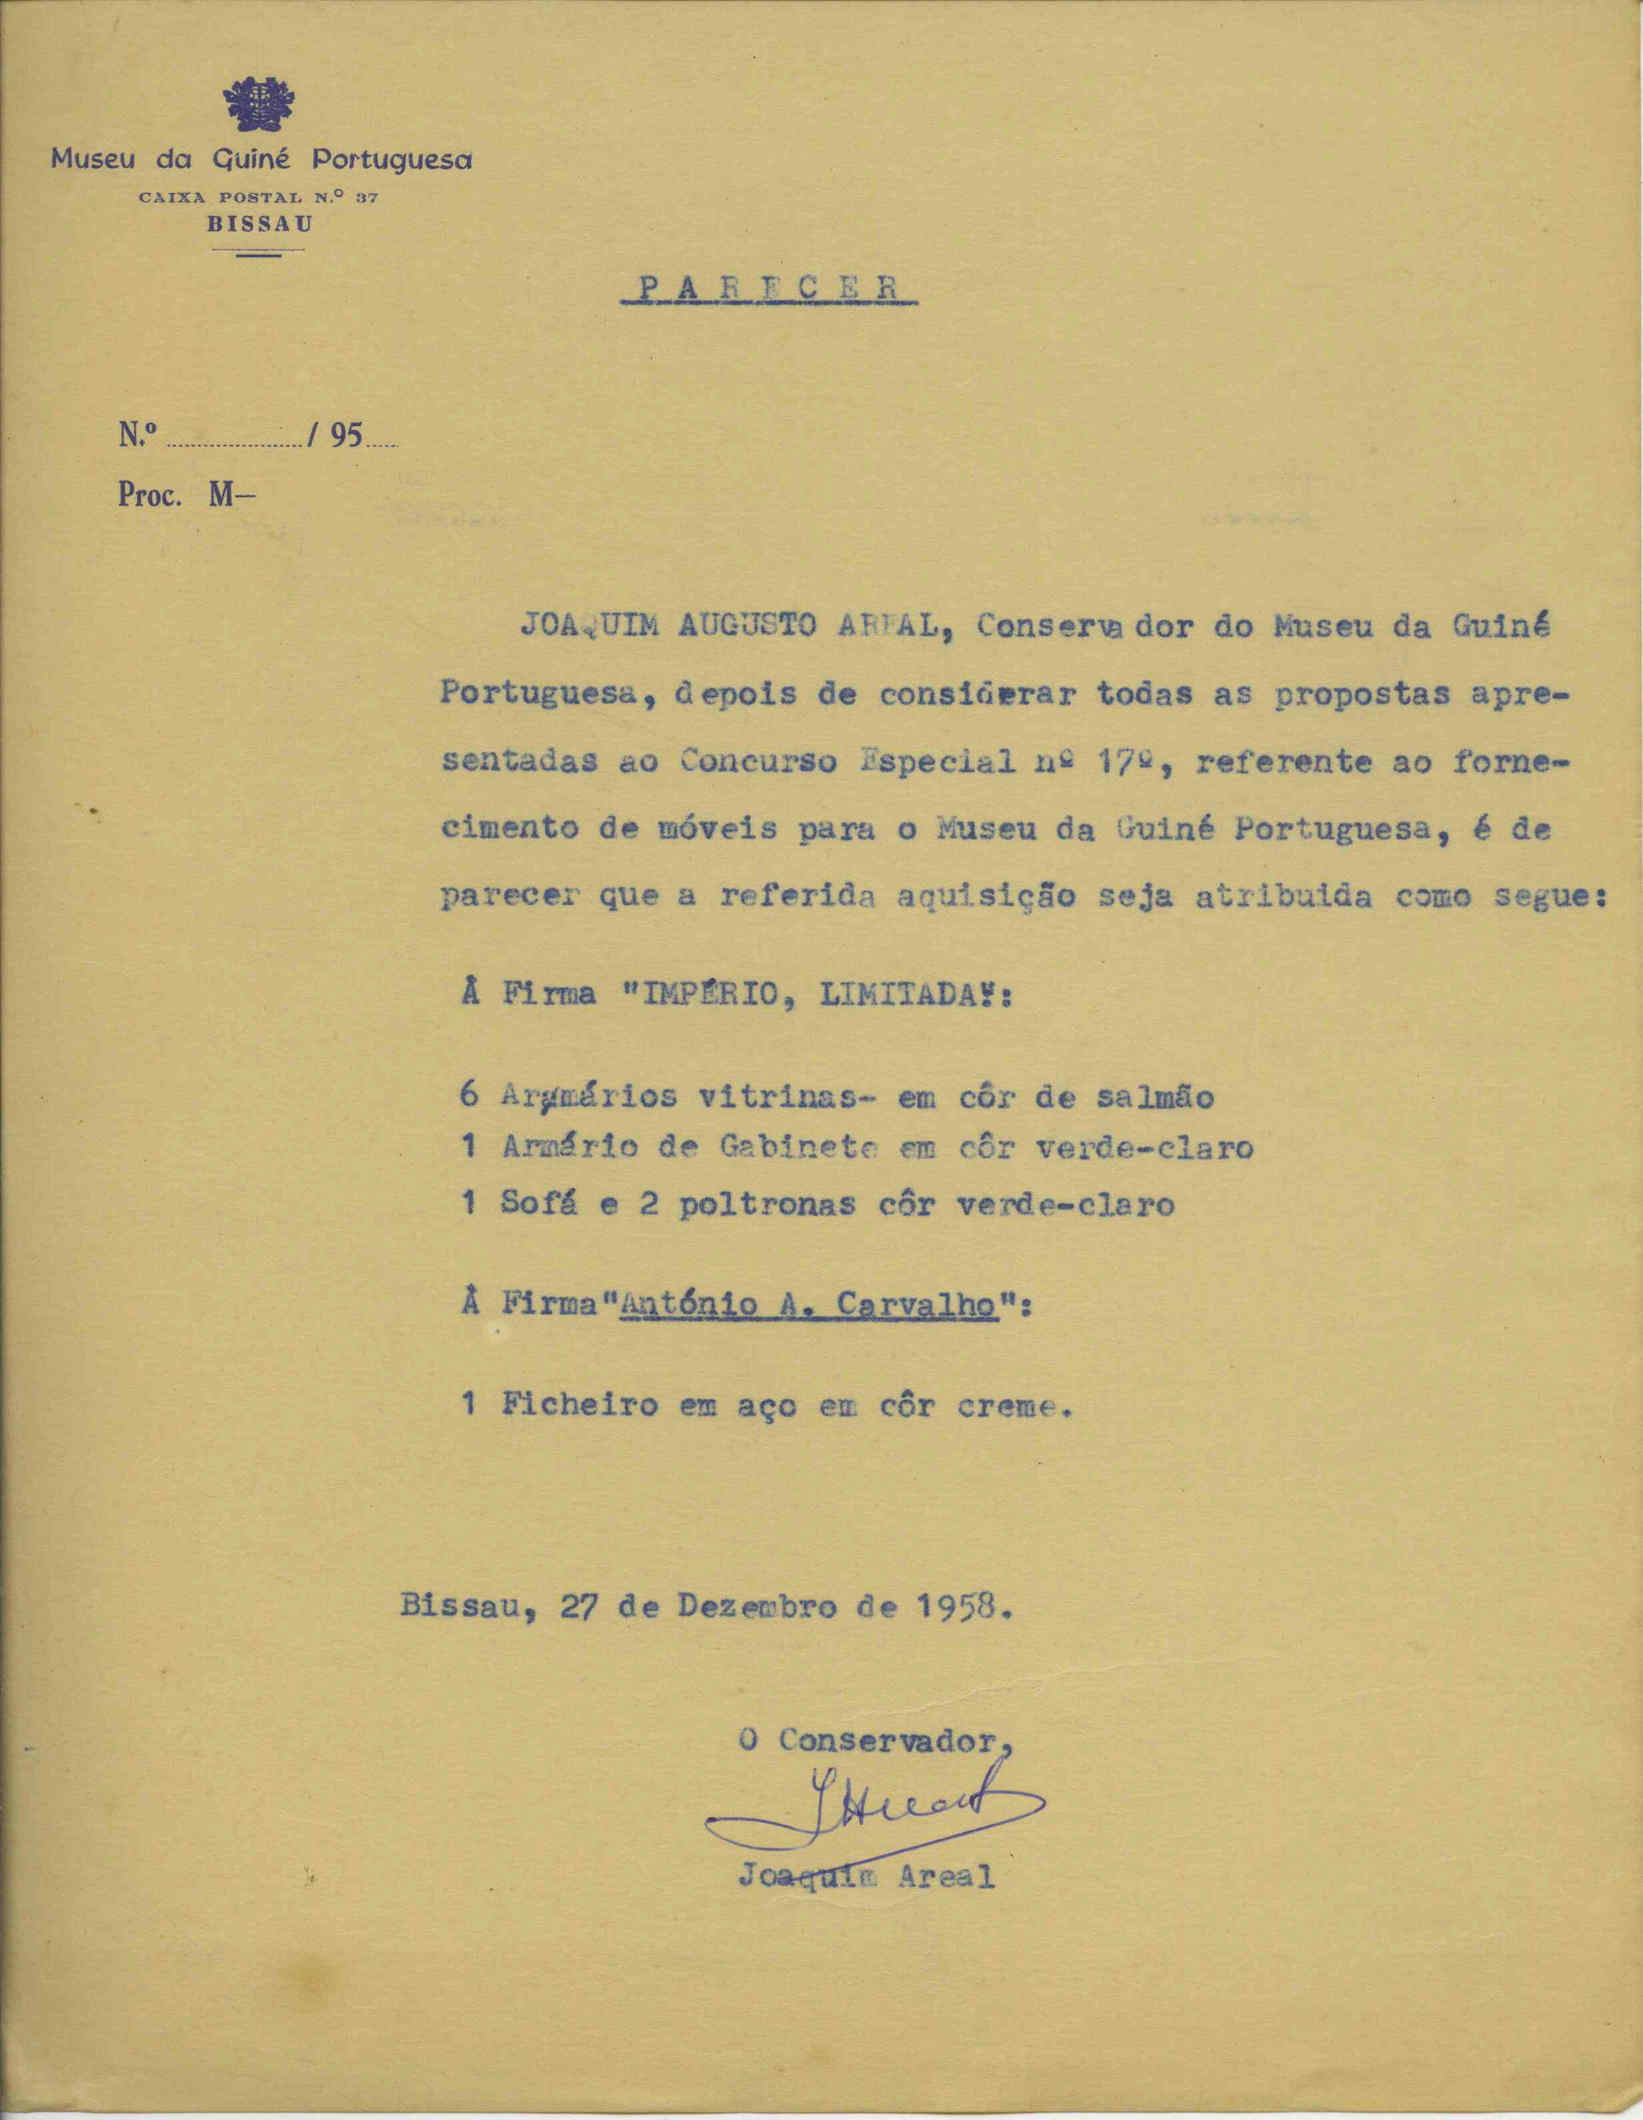 Museu da Guiné Portuguesa
CAIXA POSTAL N.º 37
BISSAU
PARECER
N.º ................ / 95.....
Proc. M—
JOAQUIM AUGUSTO AREAL, Conservador do Museu da Guiné
Portuguesa, depois de considerar todas as propostas apre-
sentadas ao Concurso Especial nº 17º, referente ao forne-
cimento de móveis para o Museu da Guiné Portuguesa, é de
parecer que a referida aquisição seja atribuida como segue:
À Firma "IMPÉRIO, LIMITADA":
6 Armários vitrinas- em côr de salmão
1 Armário de Gabinete em côr verde-claro
1 Sofá e 2 poltronas côr verde-claro
À Firma"António A. Carvalho":
1 Ficheiro em aço em côr creme.
Bissau, 27 de Dezembro de 1958.
O Conservador,
JAreal
Joaquim Areal